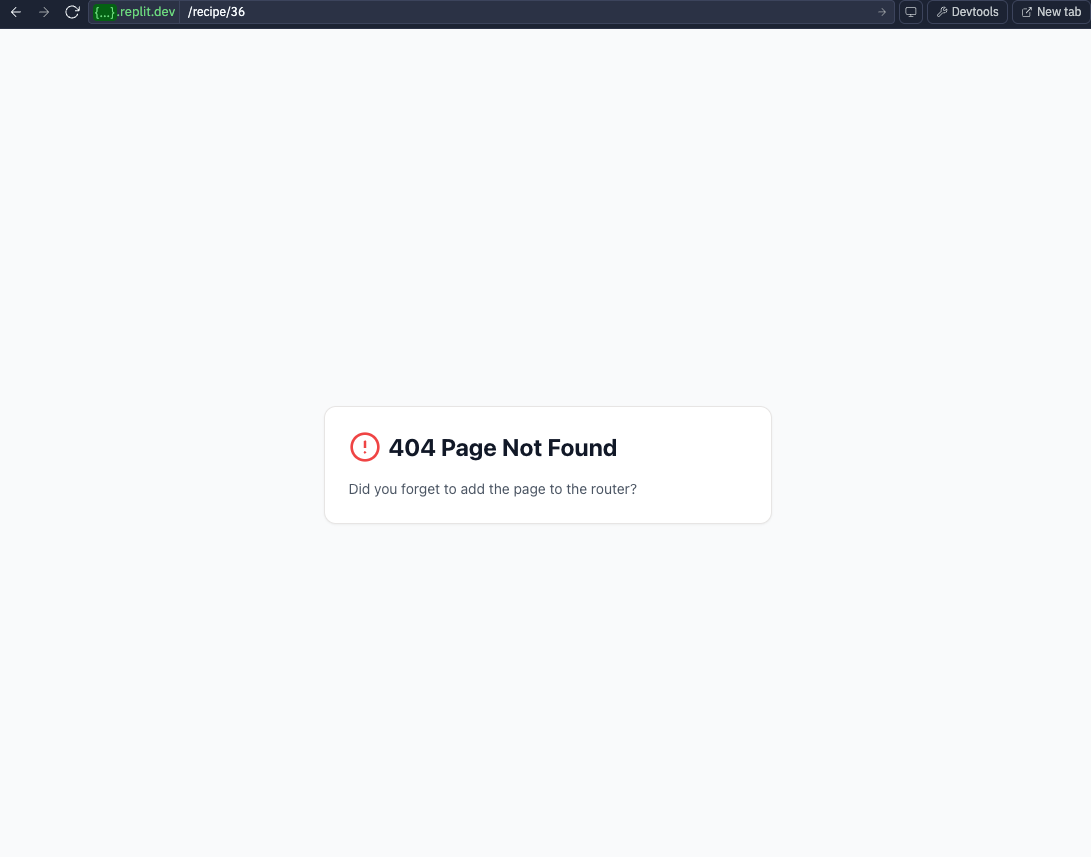 {...}.replit.dev /recipe/36 Devtools New tab
404 Page Not Found
Did you forget to add the page to the router?